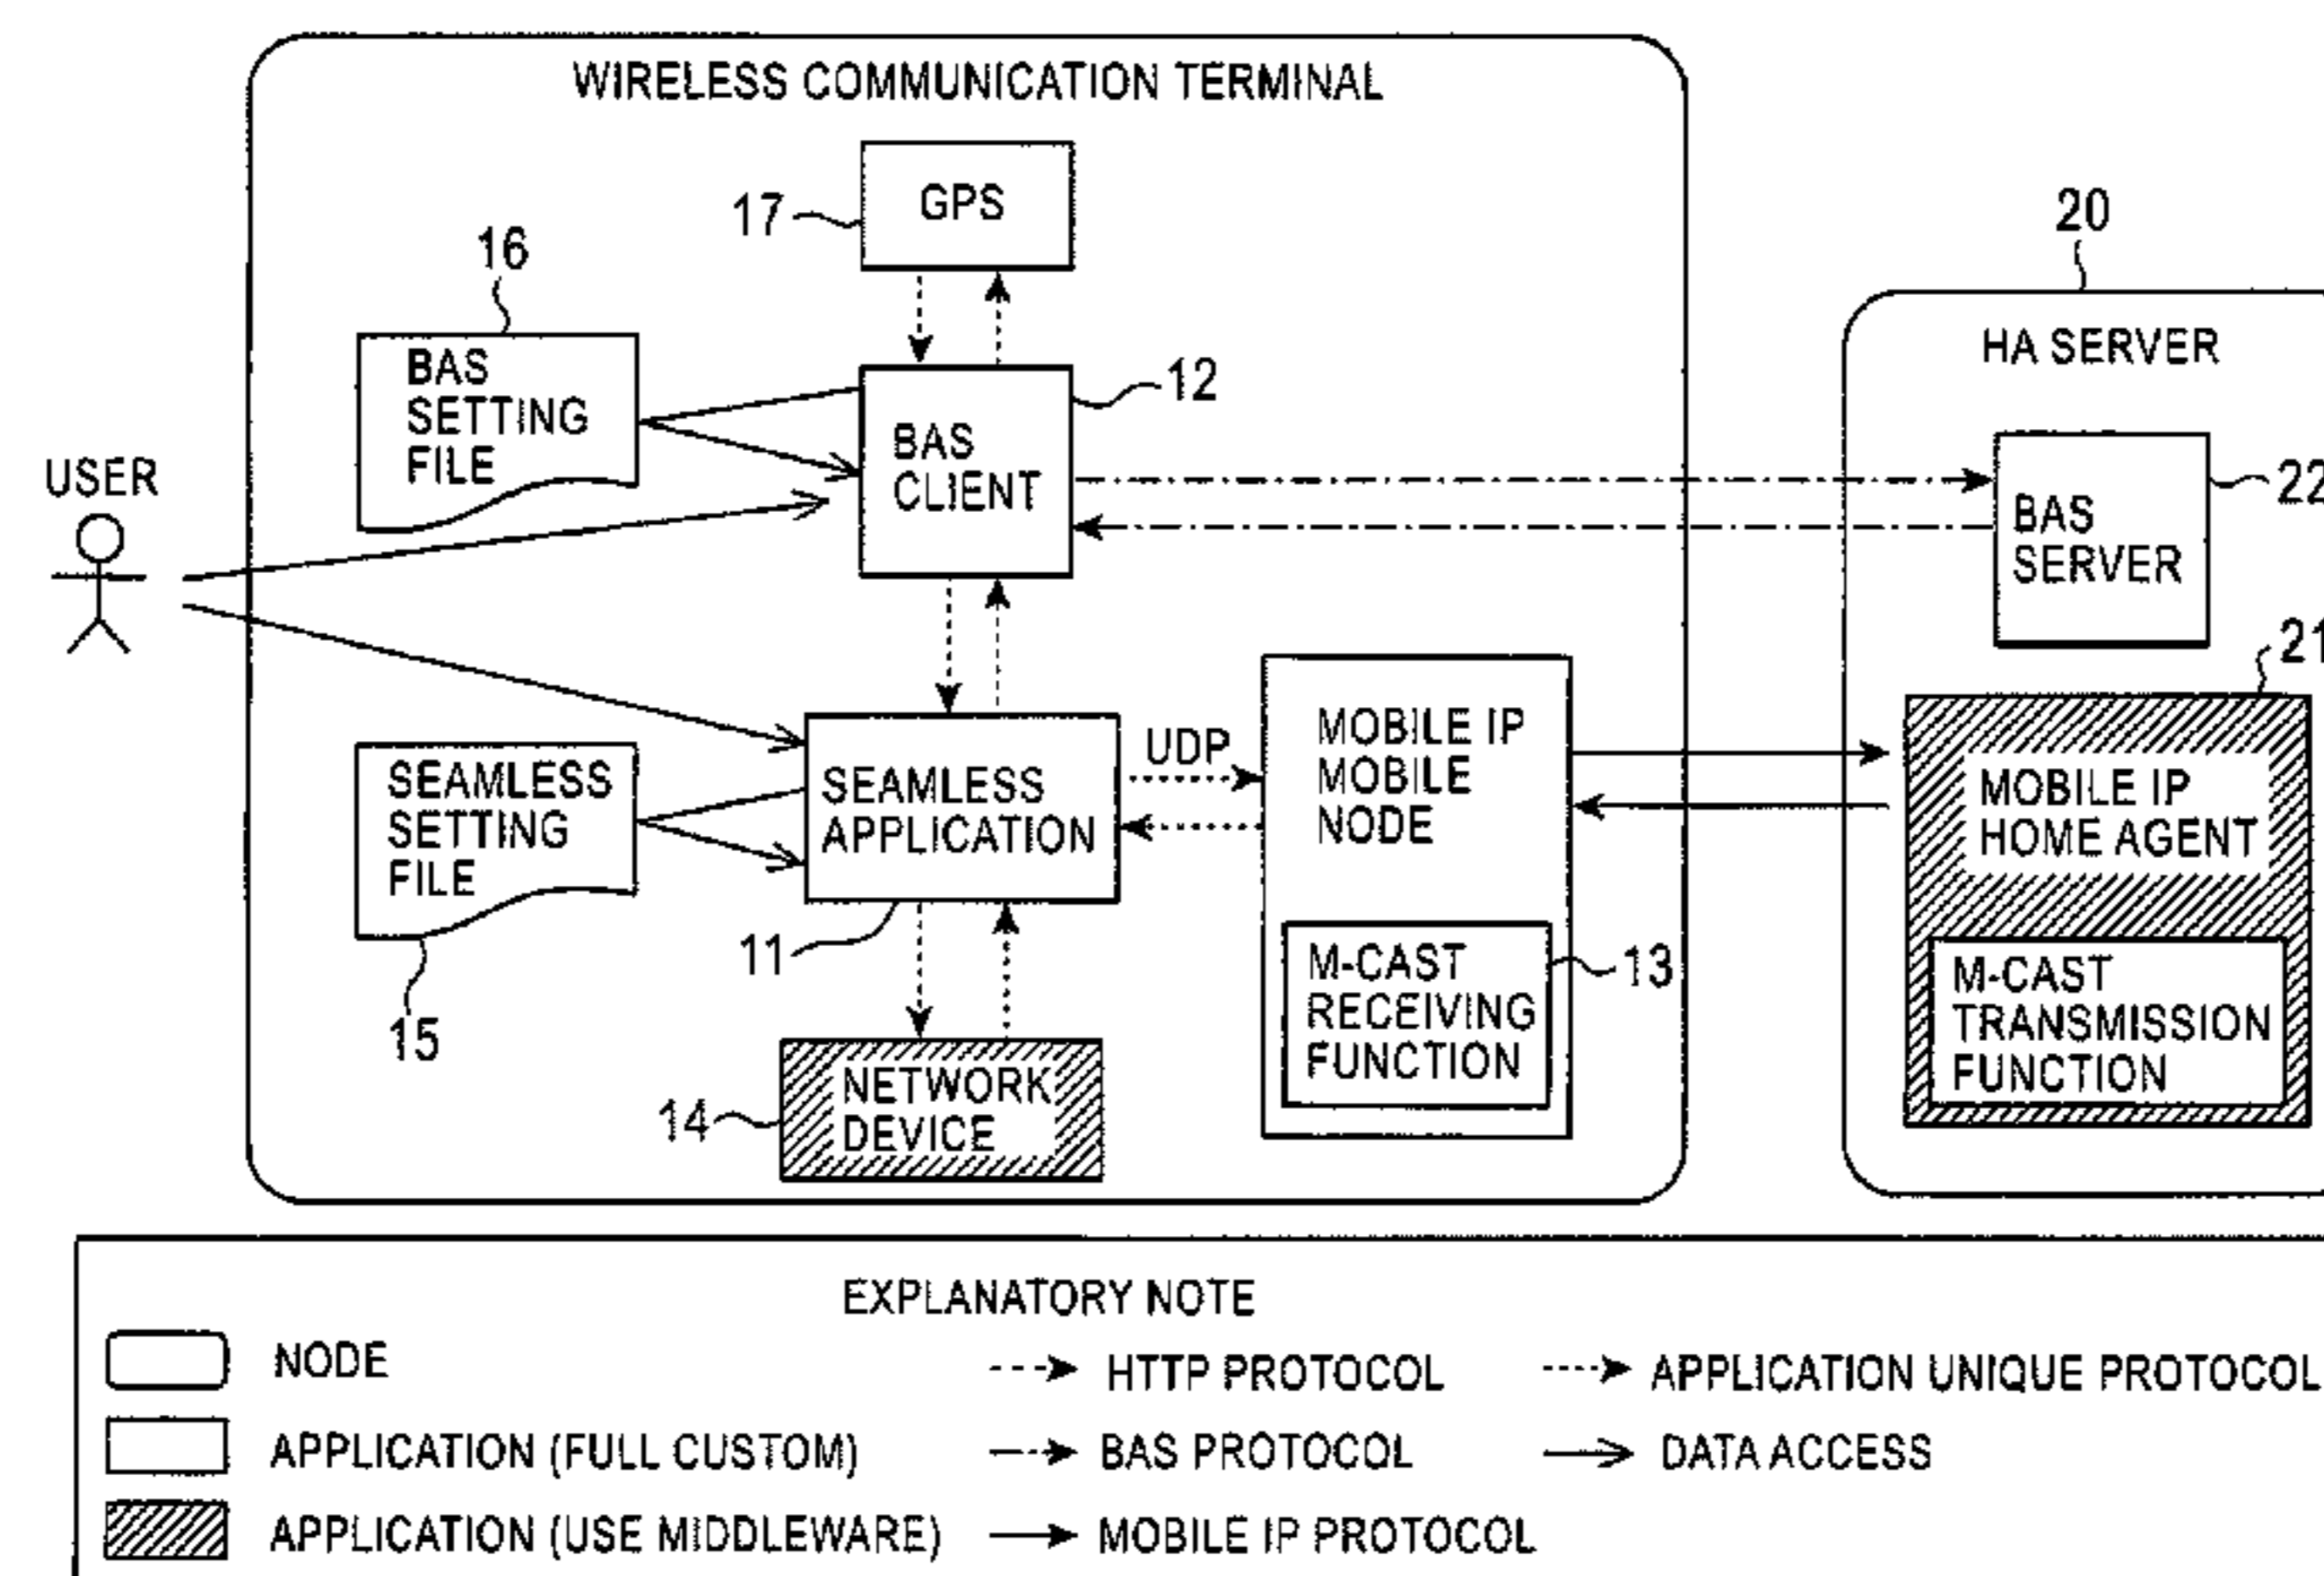 WIRELESS COMMUNICATION TERMINAL
17
GPS
16
BAS
SETTING
FILE
12
BAS
CLIENT
USER
20
HA SERVER
22
BAS
SERVER
21
SEAMLESS
SETTING
FILE
15
SEAMLESS
APPLICATION
11
UDP
MOBILE IP
MOBILE
NODE
M-CAST
RECEIVING
FUNCTION
13
MOBILE IP
HOME AGENT
M-CAST
TRANSMISSION
FUNCTION
14
NETWORK
DEVICE
EXPLANATORY NOTE
NODE
HTTP PROTOCOL
APPLICATION UNIQUE PROTOCOL
APPLICATION (FULL CUSTOM)
BAS PROTOCOL
DATA ACCESS
APPLICATION (USE MIDDLEWARE)
MOBILE IP PROTOCOL